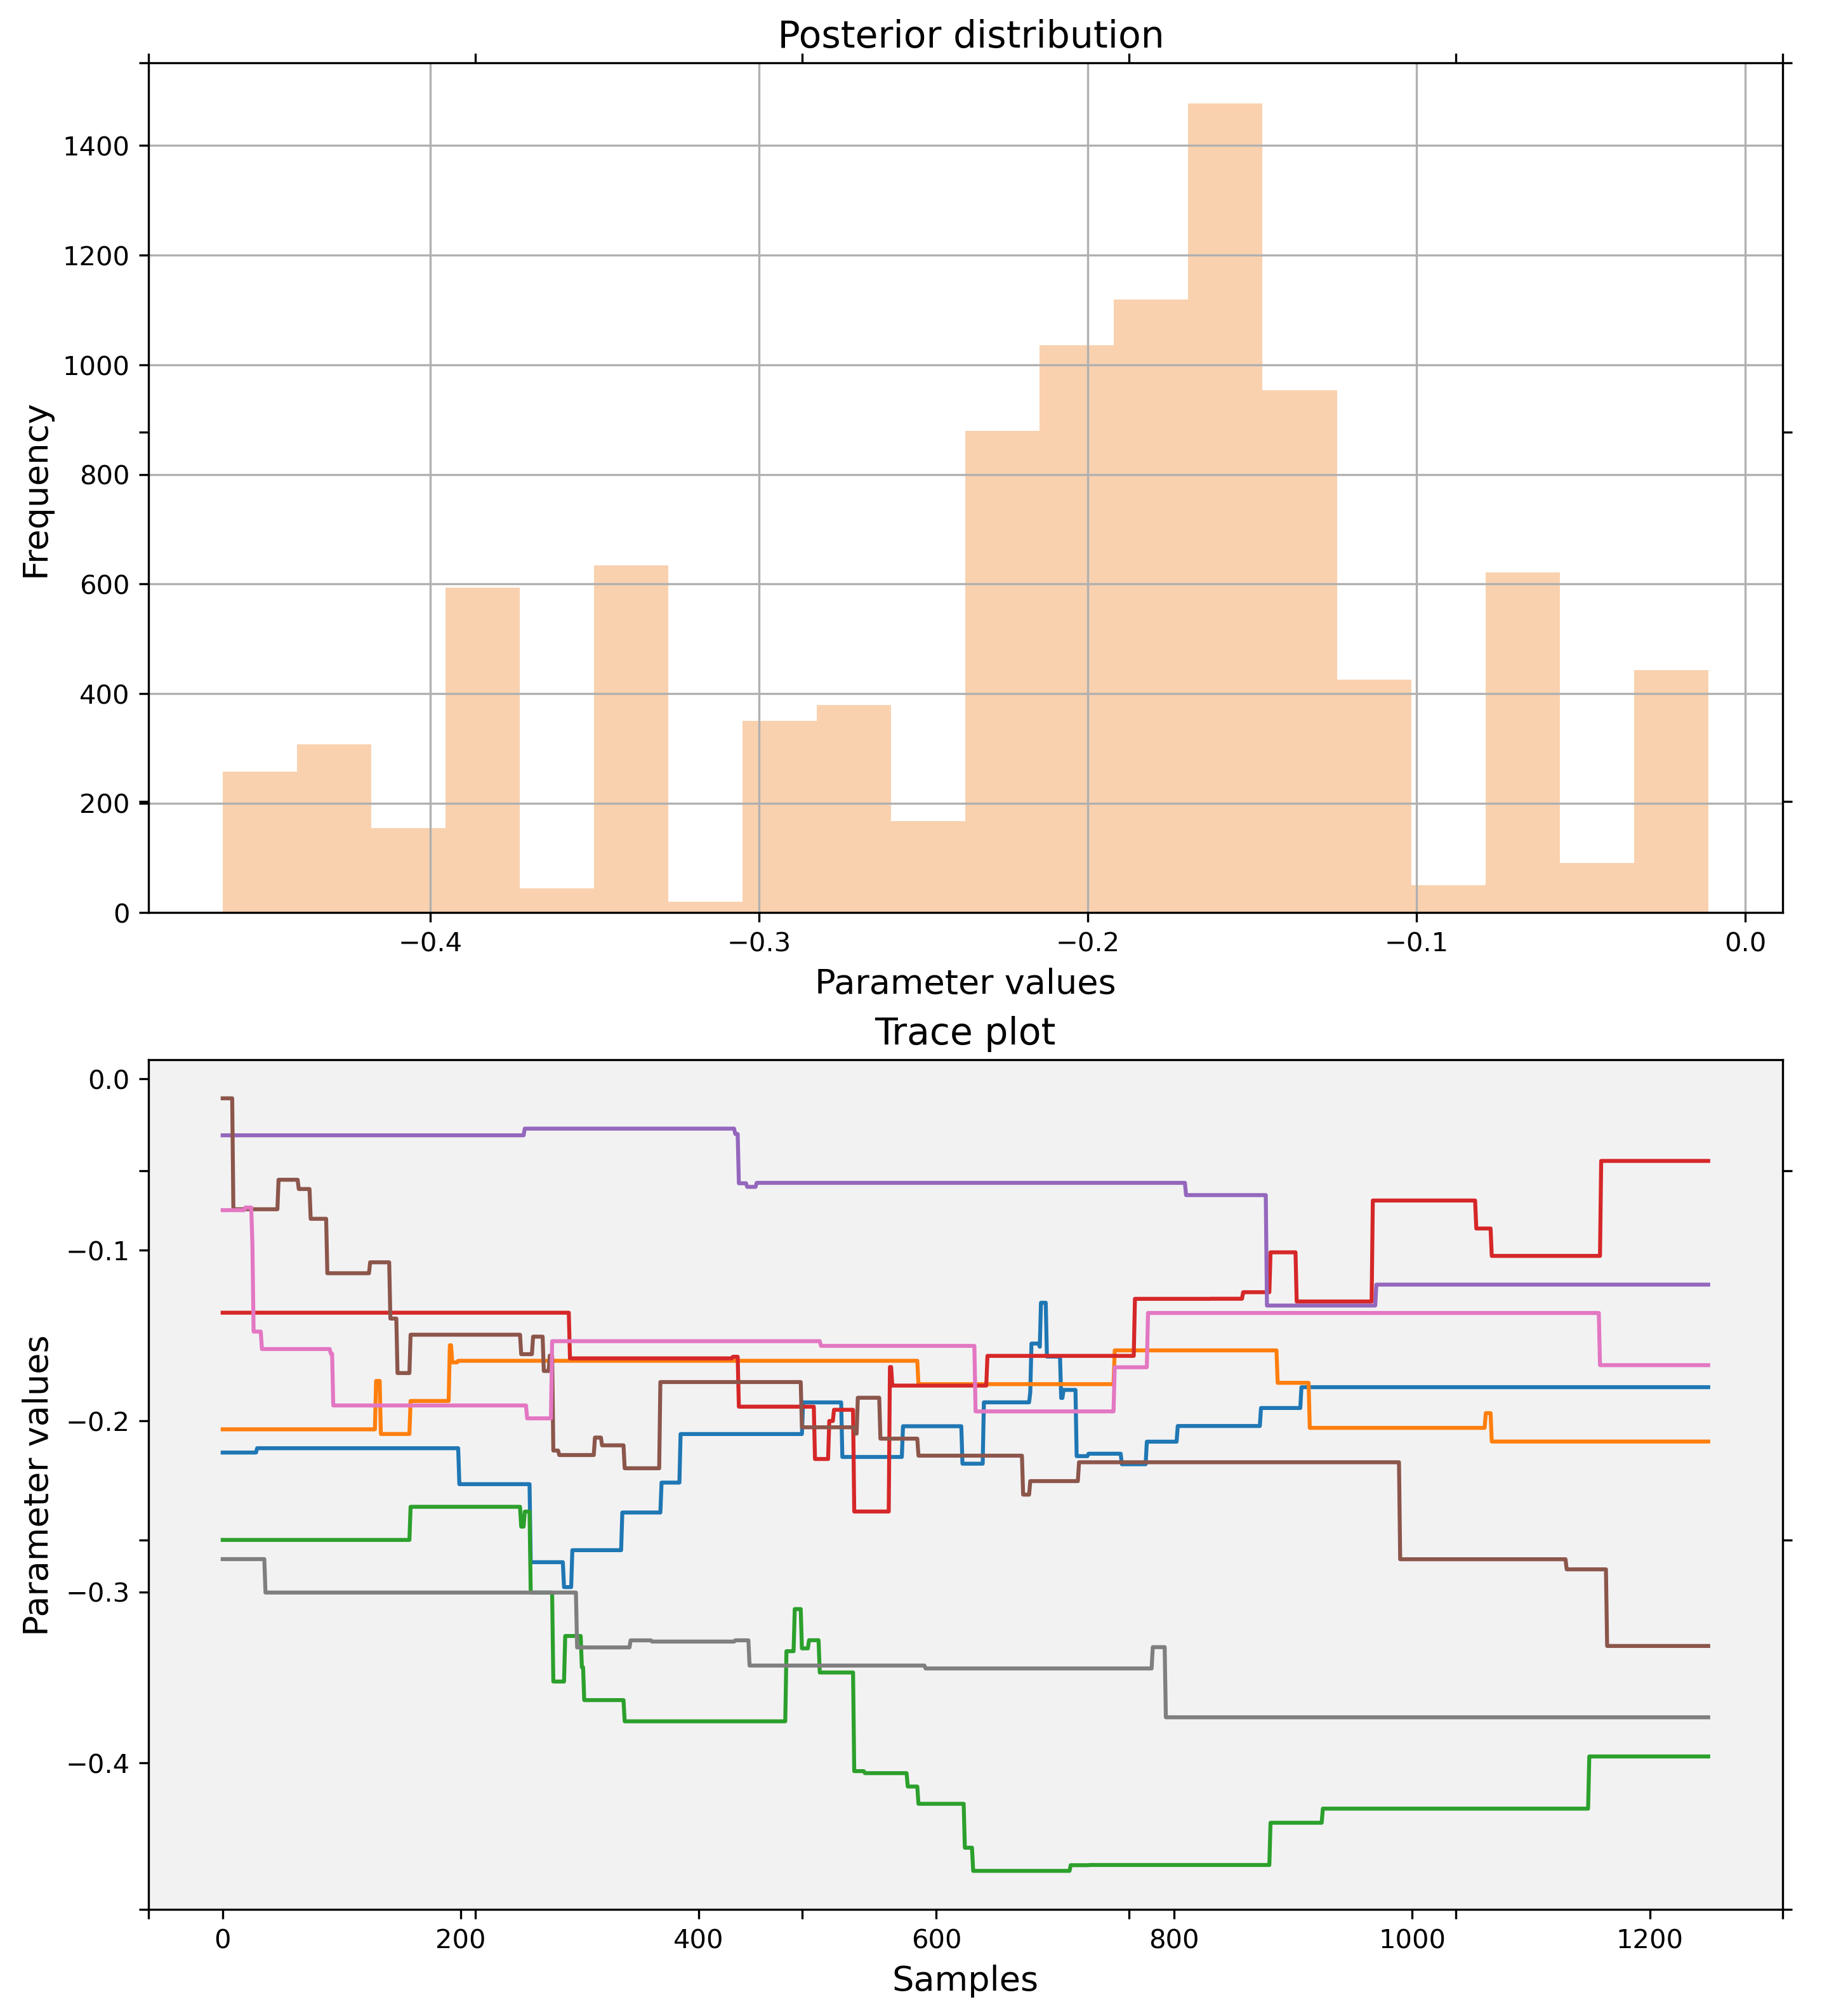 Posterior distribution
1400
1200
1000
800
600
400
200
0
Frequency
−0.4 −0.3 −0.2 −0.1 0.0
Parameter values
Trace plot
0.0
−0.1
−0.2
−0.3
−0.4
Parameter values
0 200 400 600 800 1000 1200
Samples